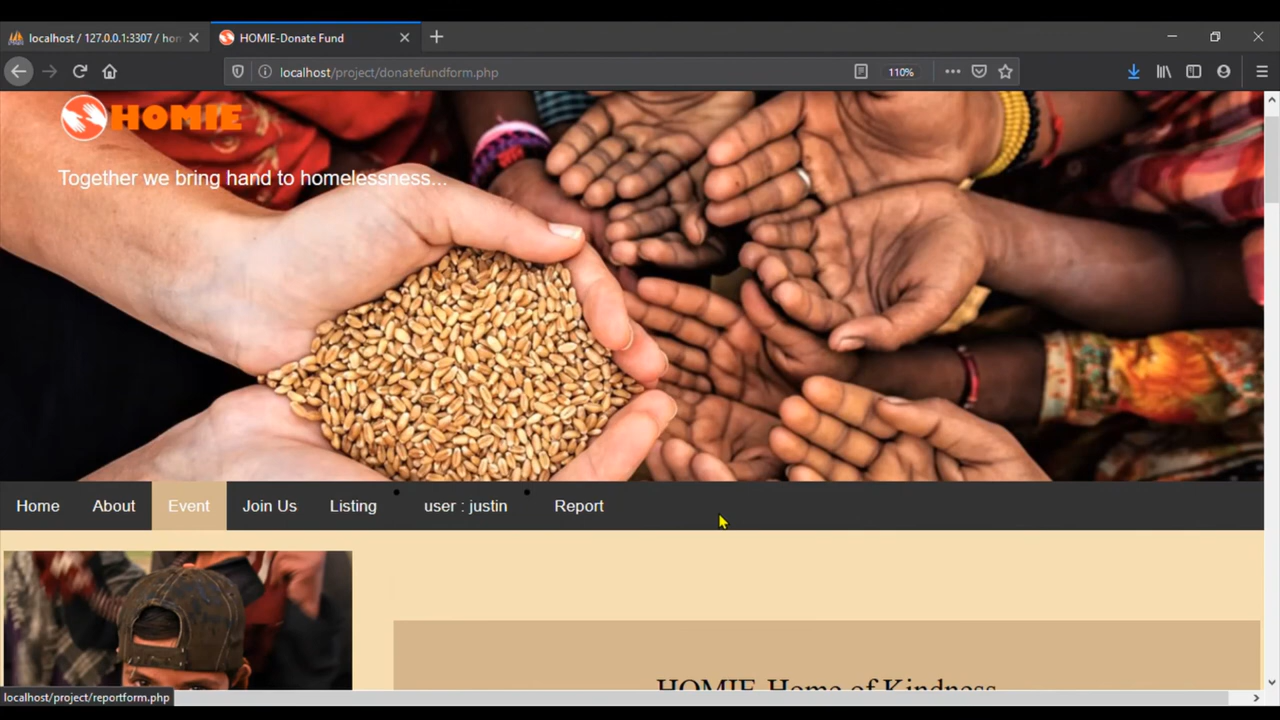 localhost / 127.0.0.1:3307 / hom
HOMIE-Donate Fund
localhost/project/donatefundform.php
110%
HOMIE
Together we bring hand to homelessness...
Home
About
Event
Join Us
Listing
user : justin
Report
HOMIE-Home of Kindness
localhost/project/reportform.php